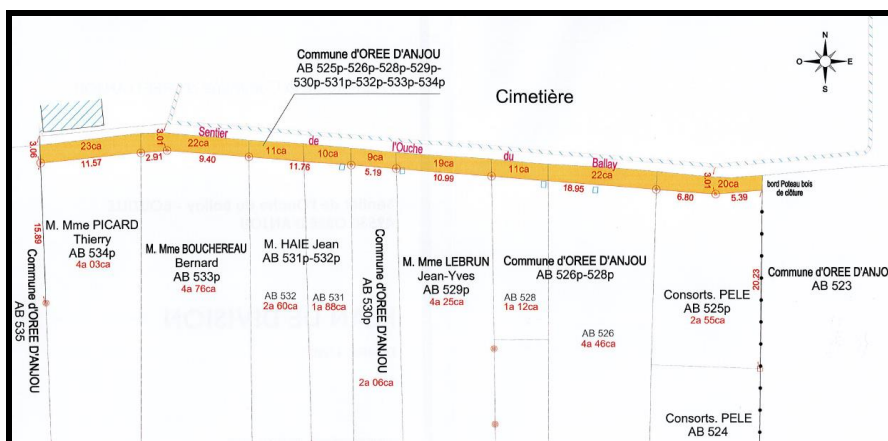 Commune d'OREE D'ANJOU
AB 525p-526p-528p-529p-
530p-531p-532p-533p-534p
Cimetière
N
O
E
S
Sentier de l'Ouche du Ballay
23ca
22ca
11ca
10ca
9ca
19ca
11ca
22ca
20ca
3.06
11.57
2.91
3.01
9.40
11.76
5.19
10.99
18.95
6.80
3.01
5.39
bord Poteau bois
de clôture
15.89
Commune d'OREE D'ANJOU
AB 535
M. Mme PICARD
Thierry
AB 534p
4a 03ca
M. Mme BOUCHEREAU
Bernard
AB 533p
4a 76ca
M. HAIE Jean
AB 531p-532p
AB 532
2a 60ca
AB 531
1a 88ca
Commune d'OREE D'ANJOU
AB 530p
2a 06ca
M. Mme LEBRUN
Jean-Yves
AB 529p
4a 25ca
Commune d'OREE D'ANJOU
AB 526p-528p
AB 528
1a 12ca
AB 526
4a 46ca
Consorts. PELE
AB 525p
2a 55ca
20.23
Commune d'OREE D'ANJO
AB 523
Consorts. PELE
AB 524